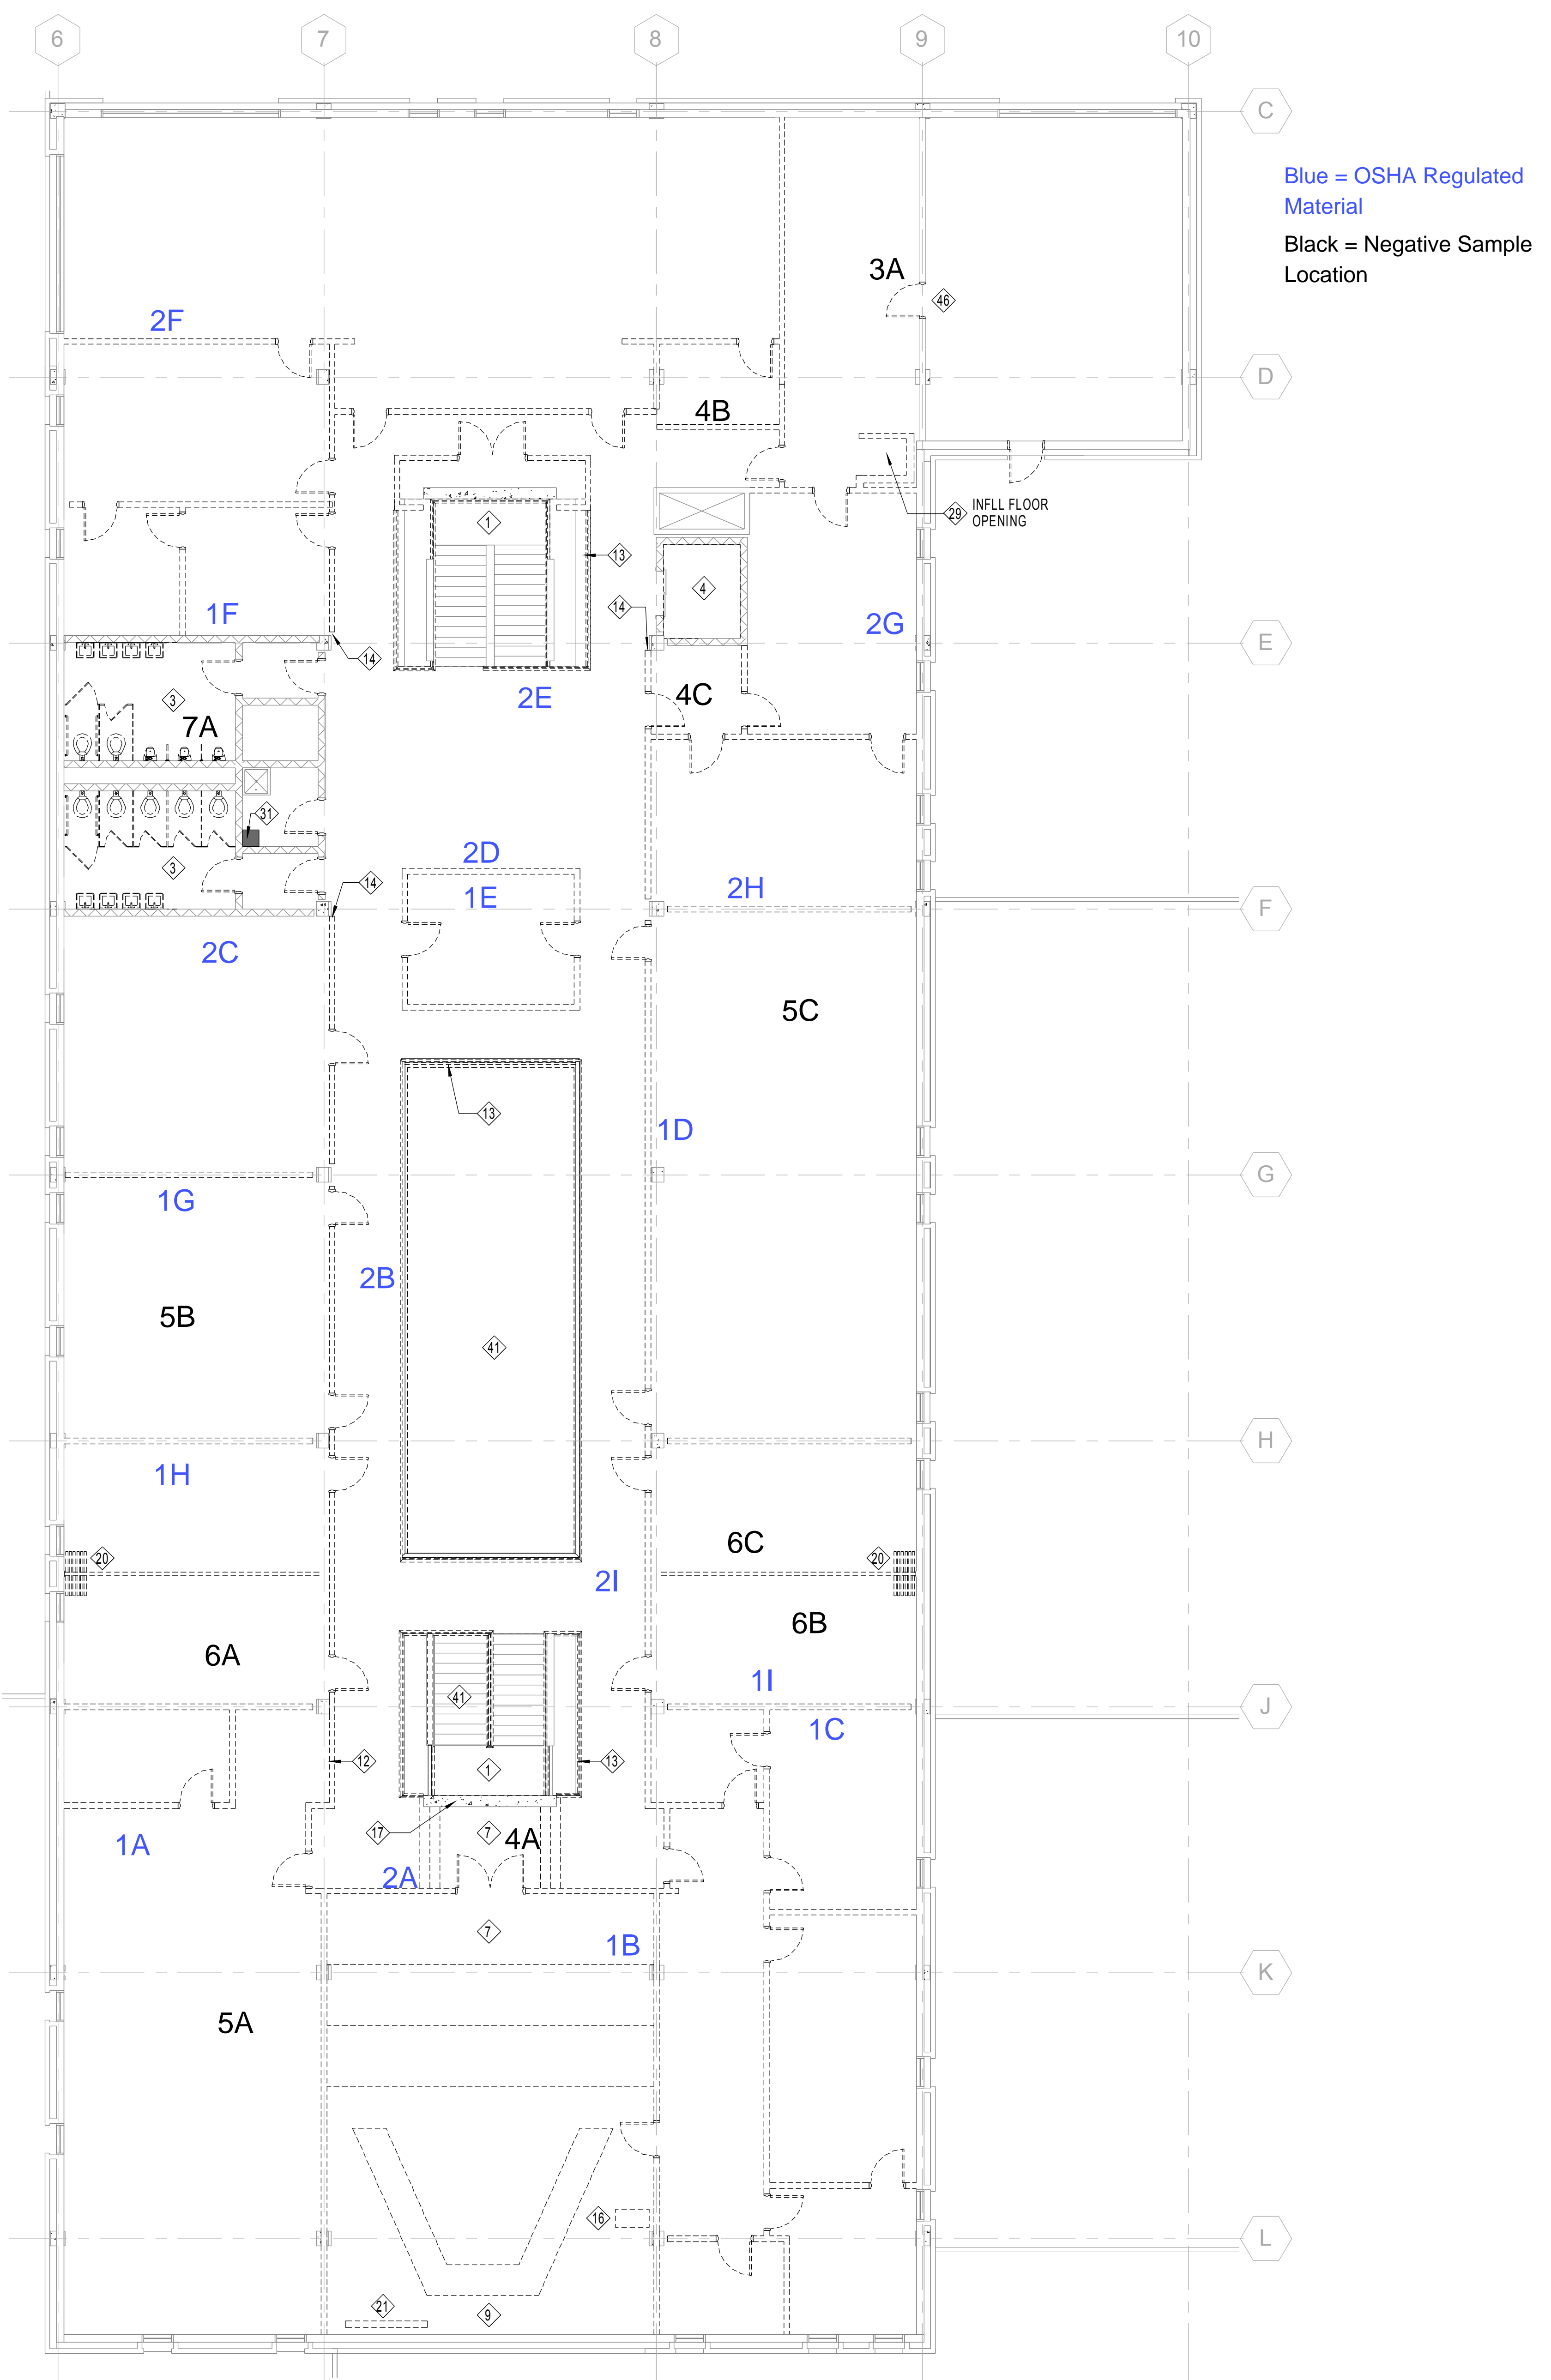 6
7
8
9
10
C
Blue = OSHA Regulated
Material
Black = Negative Sample
Location
3A
46
2F
D
4B
29
INFLL FLOOR
OPENING
1
13
4
14
1F
2G
E
14
3
7A
2E
4C
31
2D
3
14
1E
2H
F
2C
5C
13
1D
G
1G
2B
5B
41
H
1H
6C
20
20
2I
6B
6A
1I
41
J
1C
12
1
13
17
7
4A
1A
2A
7
1B
K
5A
16
L
21
9